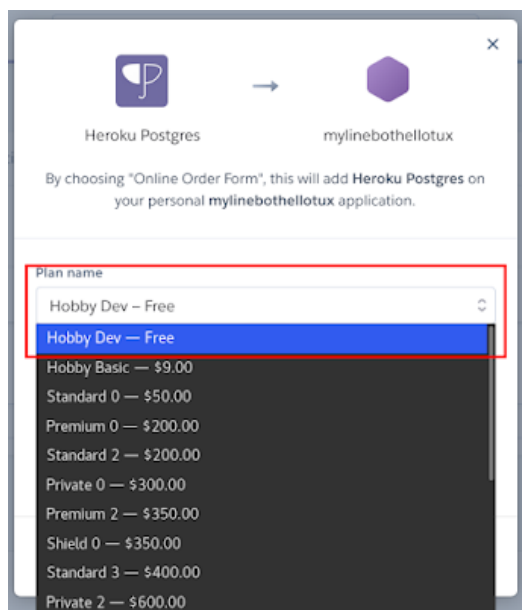 Heroku Postgres
mylinebothellotux
By choosing "Online Order Form", this will add Heroku Postgres on
your personal mylinebothellotux application.
Plan name
Hobby Dev – Free
Hobby Dev — Free
Hobby Basic — $9.00
Standard 0 — $50.00
Premium 0 — $200.00
Standard 2 — $200.00
Private 0 — $300.00
Premium 2 — $350.00
Shield 0 — $350.00
Standard 3 — $400.00
Private 2 — $600.00